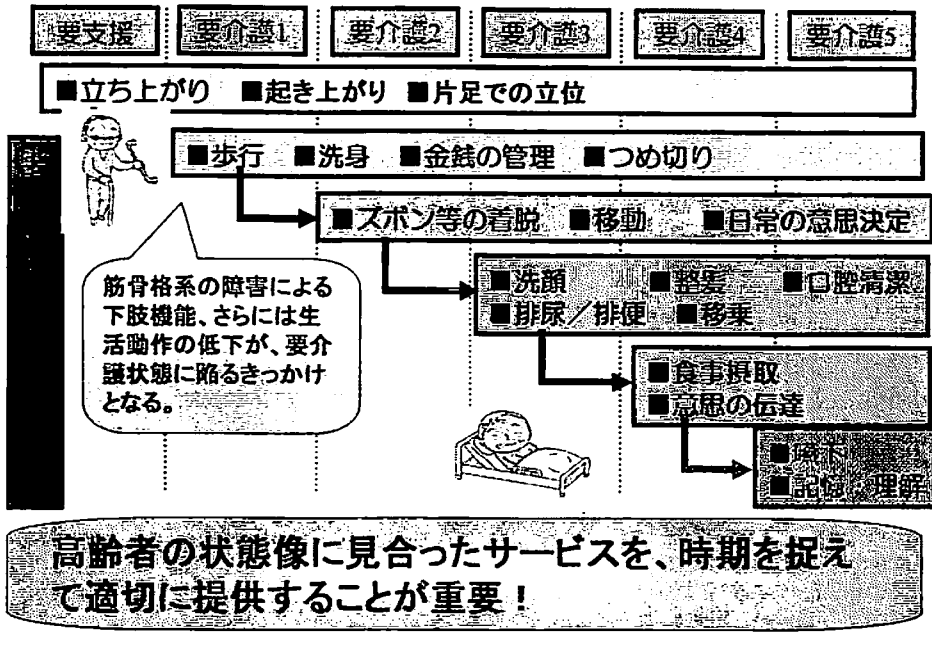 要支援 要介護1 要介護2 要介護3 要介護4 要介護5
■立ち上がり ■起き上がり ■片足での立位
■歩行 ■洗身 ■金銭の管理 ■つめ切り
■ズボン等の着脱 ■移動 ■日常の意思決定
■洗顔 ■整髪 ■口腔清潔
■排尿/排便 ■移乗
■食事摂取
■意思の伝達
■嚥下
■記憶・理解
筋骨格系の障害による
下肢機能、さらには生
活動作の低下が、要介
護状態に陥るきっかけ
となる。
高齢者の状態像に見合ったサービスを、時期を捉え
て適切に提供することが重要!